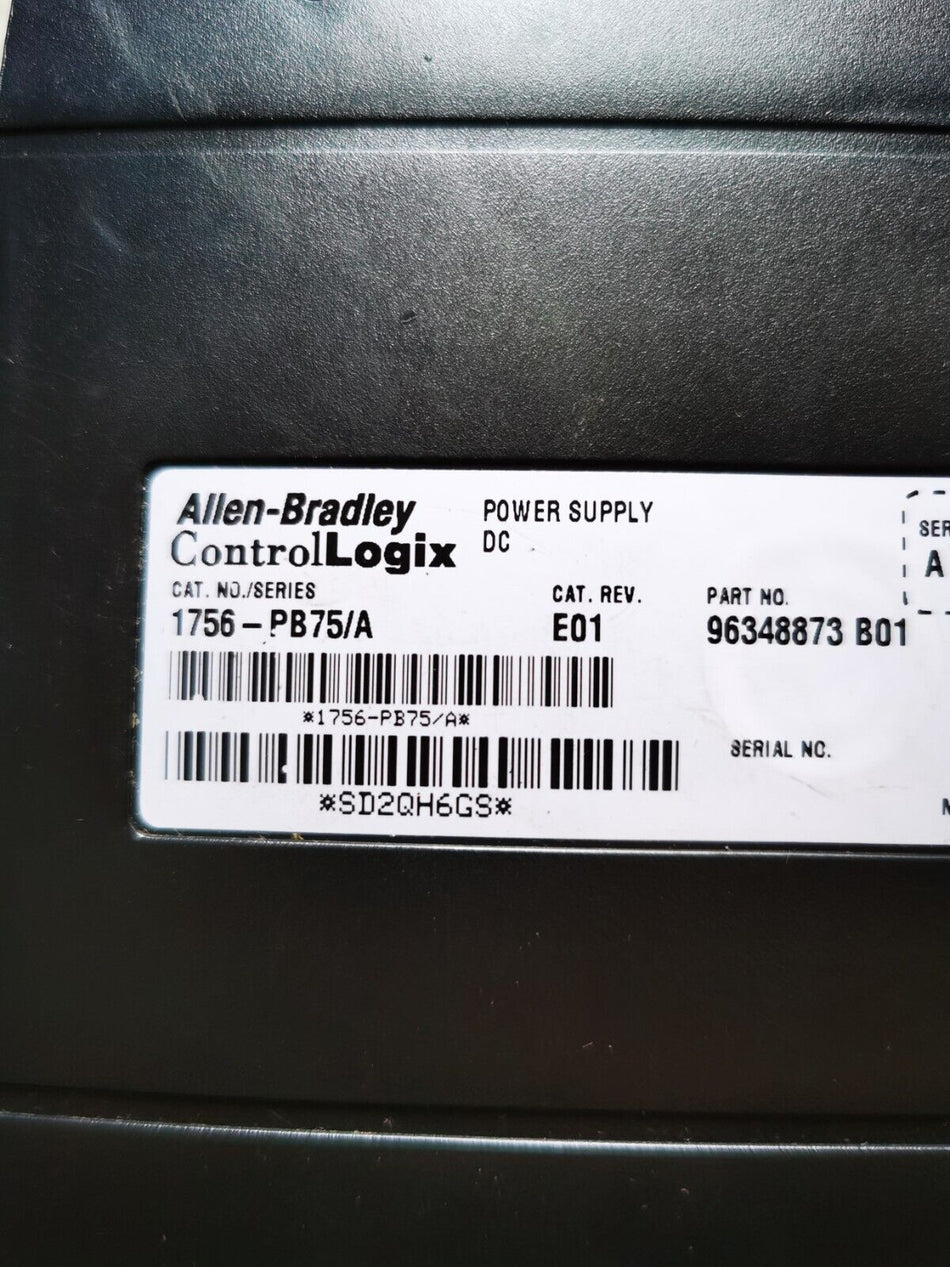 Allen-Bradley
ControlLogix
POWER SUPPLY
DC
SER
A
CAT. NO./SERIES
CAT. REV.
PART NO.
1756-PB75/A
E01
96348873 B01
*1756-PB75/A*
SERIAL NO.
*SD2QH6GS*